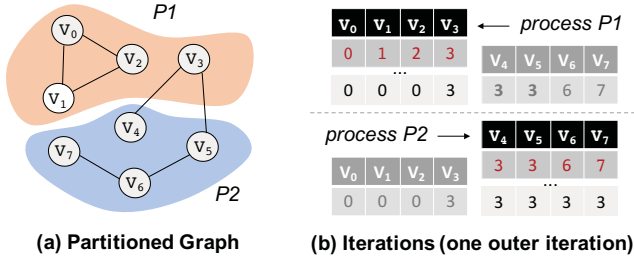 P1
V0
V2
V3
V1
V4
V5
V7
V6
P2
(a) Partitioned Graph
V0 V1 V2 V3
process P1
0 1 2 3
...
0 0 0 3
V4 V5 V6 V7
3 3 6 7
process P2
V4 V5 V6 V7
3 3 6 7
...
3 3 3 3
V0 V1 V2 V3
0 0 0 3
(b) Iterations (one outer iteration)